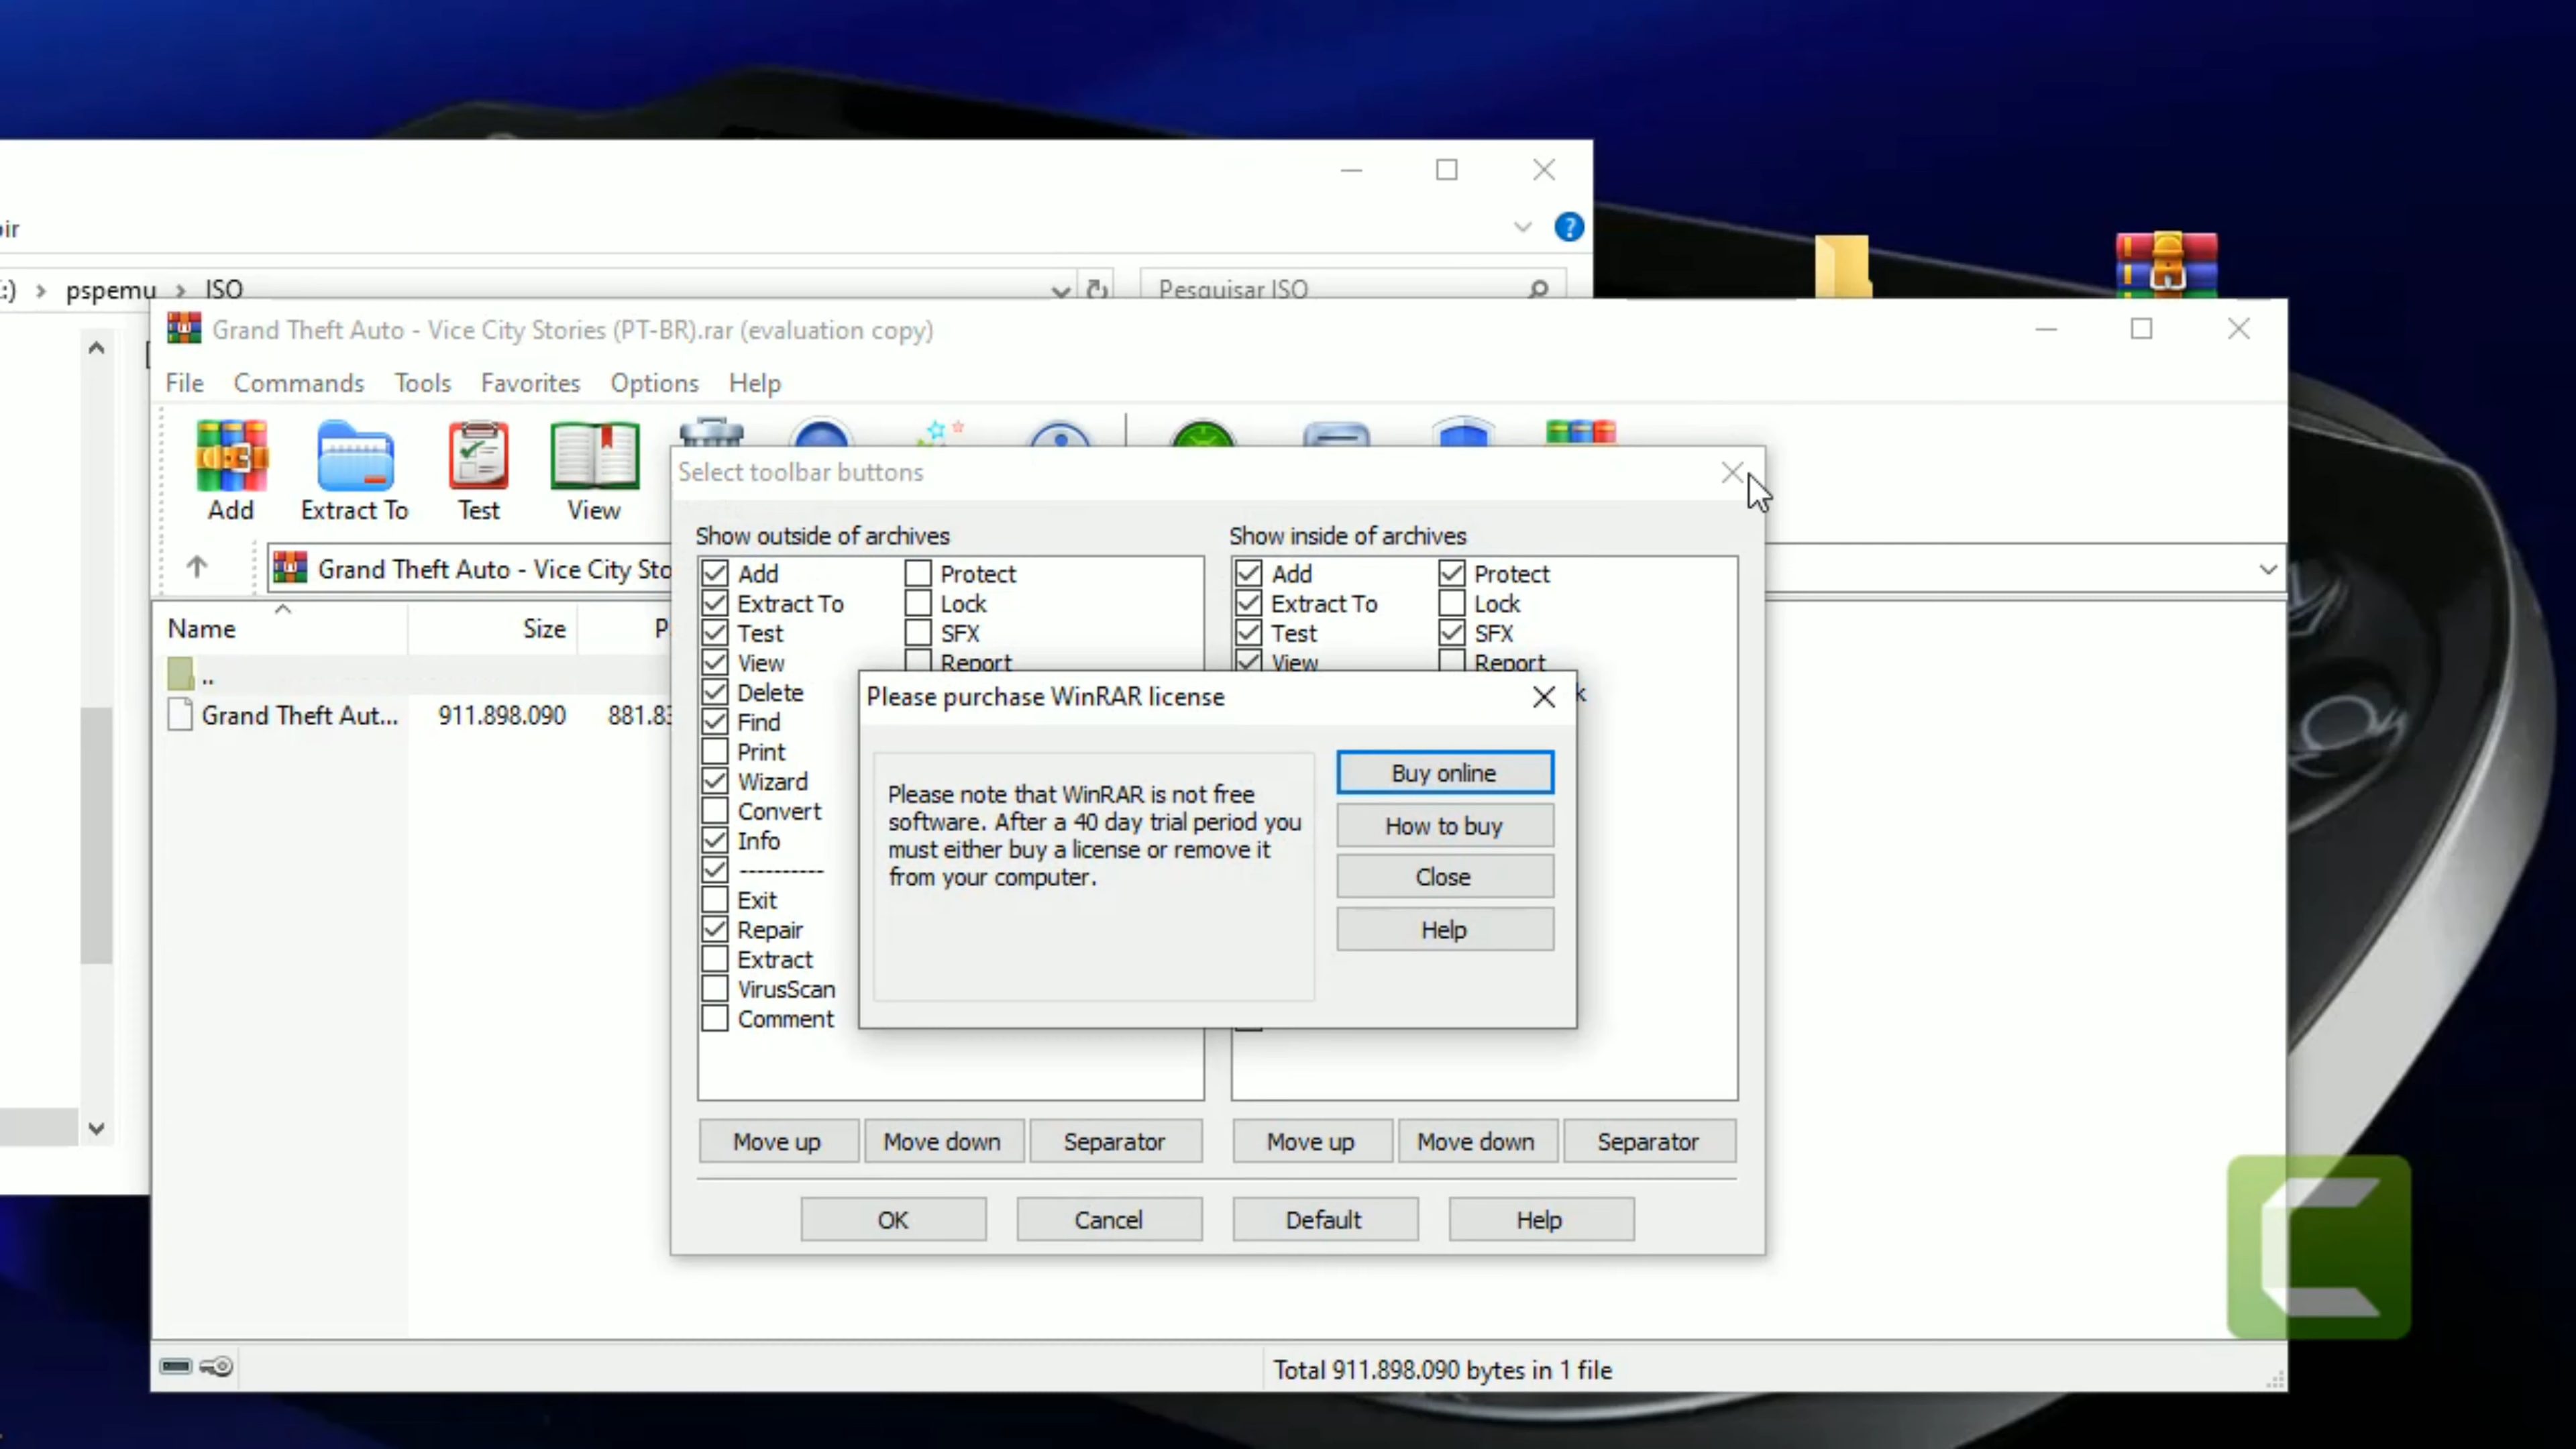 pspemu > ISO
Pesquisar ISO
Grand Theft Auto - Vice City Stories (PT-BR).rar (evaluation copy)
File Commands Tools Favorites Options Help
Add Extract To Test View
Grand Theft Auto - Vice City Sto
Name Size P
..
Grand Theft Aut... 911.898.090 881.83
Select toolbar buttons
Show outside of archives
Add
Extract To
Test
View
Delete
Find
Print
Wizard
Convert
Info
----------
Exit
Repair
Extract
VirusScan
Comment
Protect
Lock
SFX
Report
Show inside of archives
Add
Extract To
Test
View
Protect
Lock
SFX
Report
k
Please purchase WinRAR license
Please note that WinRAR is not free
software. After a 40 day trial period you
must either buy a license or remove it
from your computer.
Buy online
How to buy
Close
Help
Move up Move down Separator
Move up Move down Separator
OK Cancel Default Help
Total 911.898.090 bytes in 1 file